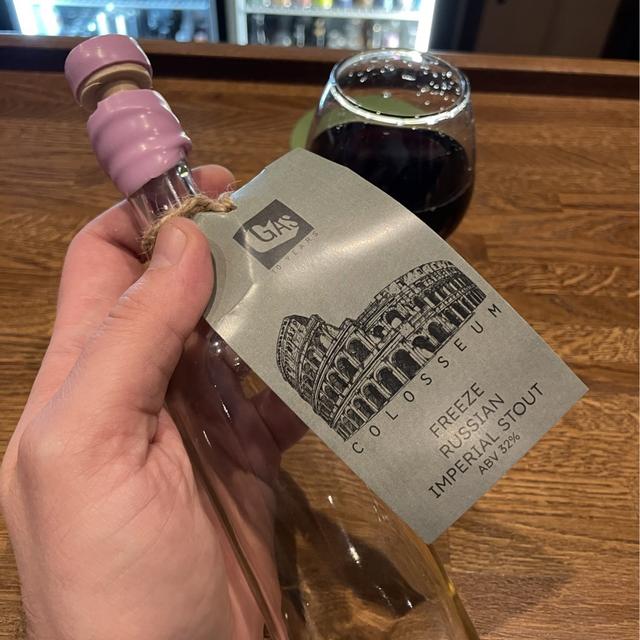 GAS
10 YEARS
COLOSSEUM
FREEZE
RUSSIAN
IMPERIAL STOUT
ABV 32%